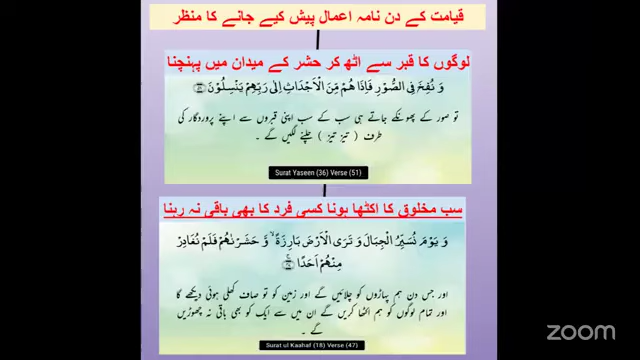 قیامت کے دن نامہ اعمال پیش کیے جانے کا منظر
لوگوں کا قبر سے اٹھ کر حشر کے میدان میں پہنچنا
وَ نُفِخَ فِی الصُّوْرِ فَاِذَا هُمْ مِّنَ الْاَجْدَاثِ اِلٰى رَبِّهِمْ يَنْسِلُوْنَ ﴿۵۱﴾
تو صور کے پھونکے جاتے ہی سب کے سب اپنی قبروں سے اپنے پروردگار کی
طرف ( تیز تیز ) چلنے لگیں گے ۔
Surat Yaseen (36) Verse (51)
سب مخلوق کا اکٹھا ہونا کسی فرد کا بھی باقی نہ رہنا
وَ يَوْمَ نُسَيِّرُ الْجِبَالَ وَ تَرَى الْاَرْضَ بَارِزَةً ۙ وَّ حَشَرْنٰهُمْ فَلَمْ نُغَادِرْ
مِنْهُمْ اَحَدًا ﴿ۚ۴۷﴾
اور جس دن ہم پہاڑوں کو چلائیں گے اور زمین کو تو صاف کھلی ہوئی دیکھے گا
اور تمام لوگوں کو ہم اکٹھا کریں گے ان میں سے ایک کو بھی باقی نہ چھوڑیں
گے ۔
Surat ul Kaahaf (18) Verse (47)
zoom